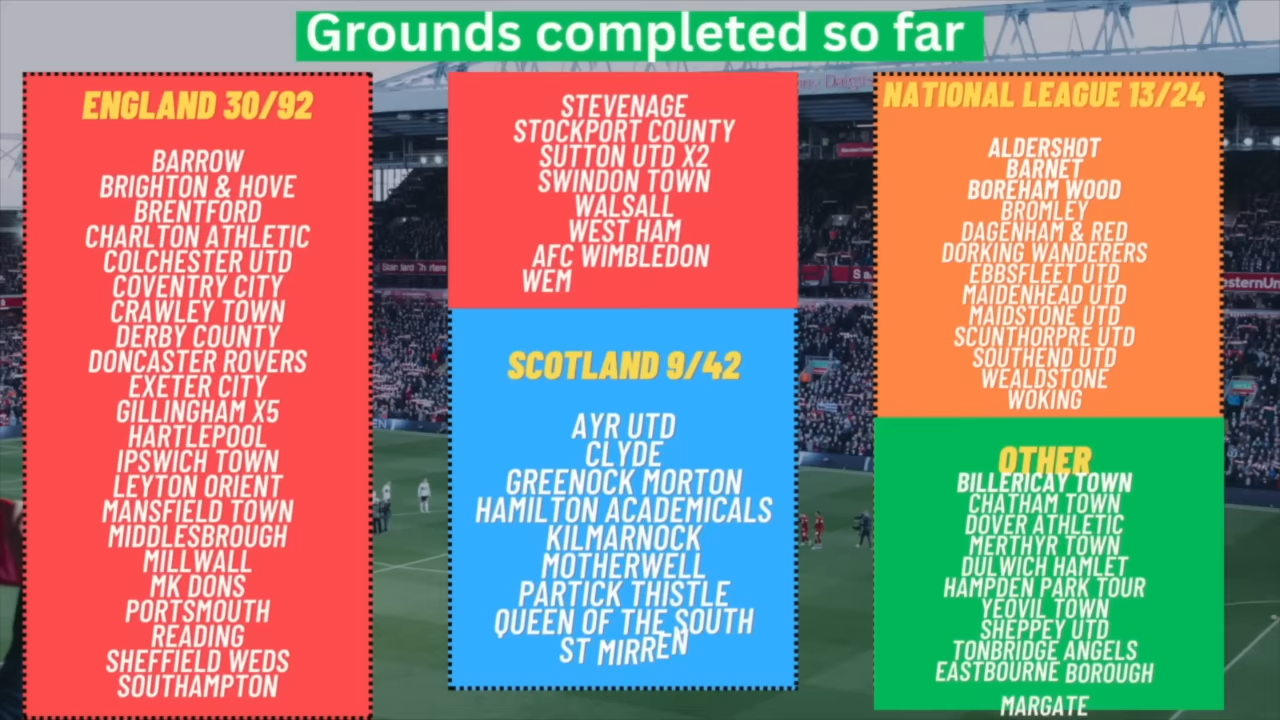 Grounds completed so far
ENGLAND 30/92
BARROW
BRIGHTON & HOVE
BRENTFORD
CHARLTON ATHLETIC
COLCHESTER UTD
COVENTRY CITY
CRAWLEY TOWN
DERBY COUNTY
DONCASTER ROVERS
EXETER CITY
GILLINGHAM X5
HARTLEPOOL
IPSWICH TOWN
LEYTON ORIENT
MANSFIELD TOWN
MIDDLESBROUGH
MILLWALL
MK DONS
PORTSMOUTH
READING
SHEFFIELD WEDS
SOUTHAMPTON
STEVENAGE
STOCKPORT COUNTY
SUTTON UTD X2
SWINDON TOWN
WALSALL
WEST HAM
AFC WIMBLEDON
WEM
SCOTLAND 9/42
AYR UTD
CLYDE
GREENOCK MORTON
HAMILTON ACADEMICALS
KILMARNOCK
MOTHERWELL
PARTICK THISTLE
QUEEN OF THE SOUTH
ST MIRREN
NATIONAL LEAGUE 13/24
ALDERSHOT
BARNET
BOREHAM WOOD
BROMLEY
DAGENHAM & RED
DORKING WANDERERS
EBBSFLEET UTD
MAIDENHEAD UTD
MAIDSTONE UTD
SCUNTHORPRE UTD
SOUTHEND UTD
WEALDSTONE
WOKING
OTHER
BILLERICAY TOWN
CHATHAM TOWN
DOVER ATHLETIC
MERTHYR TOWN
DULWICH HAMLET
HAMPDEN PARK TOUR
YEOVIL TOWN
SHEPPEY UTD
TONBRIDGE ANGELS
EASTBOURNE BOROUGH
MARGATE